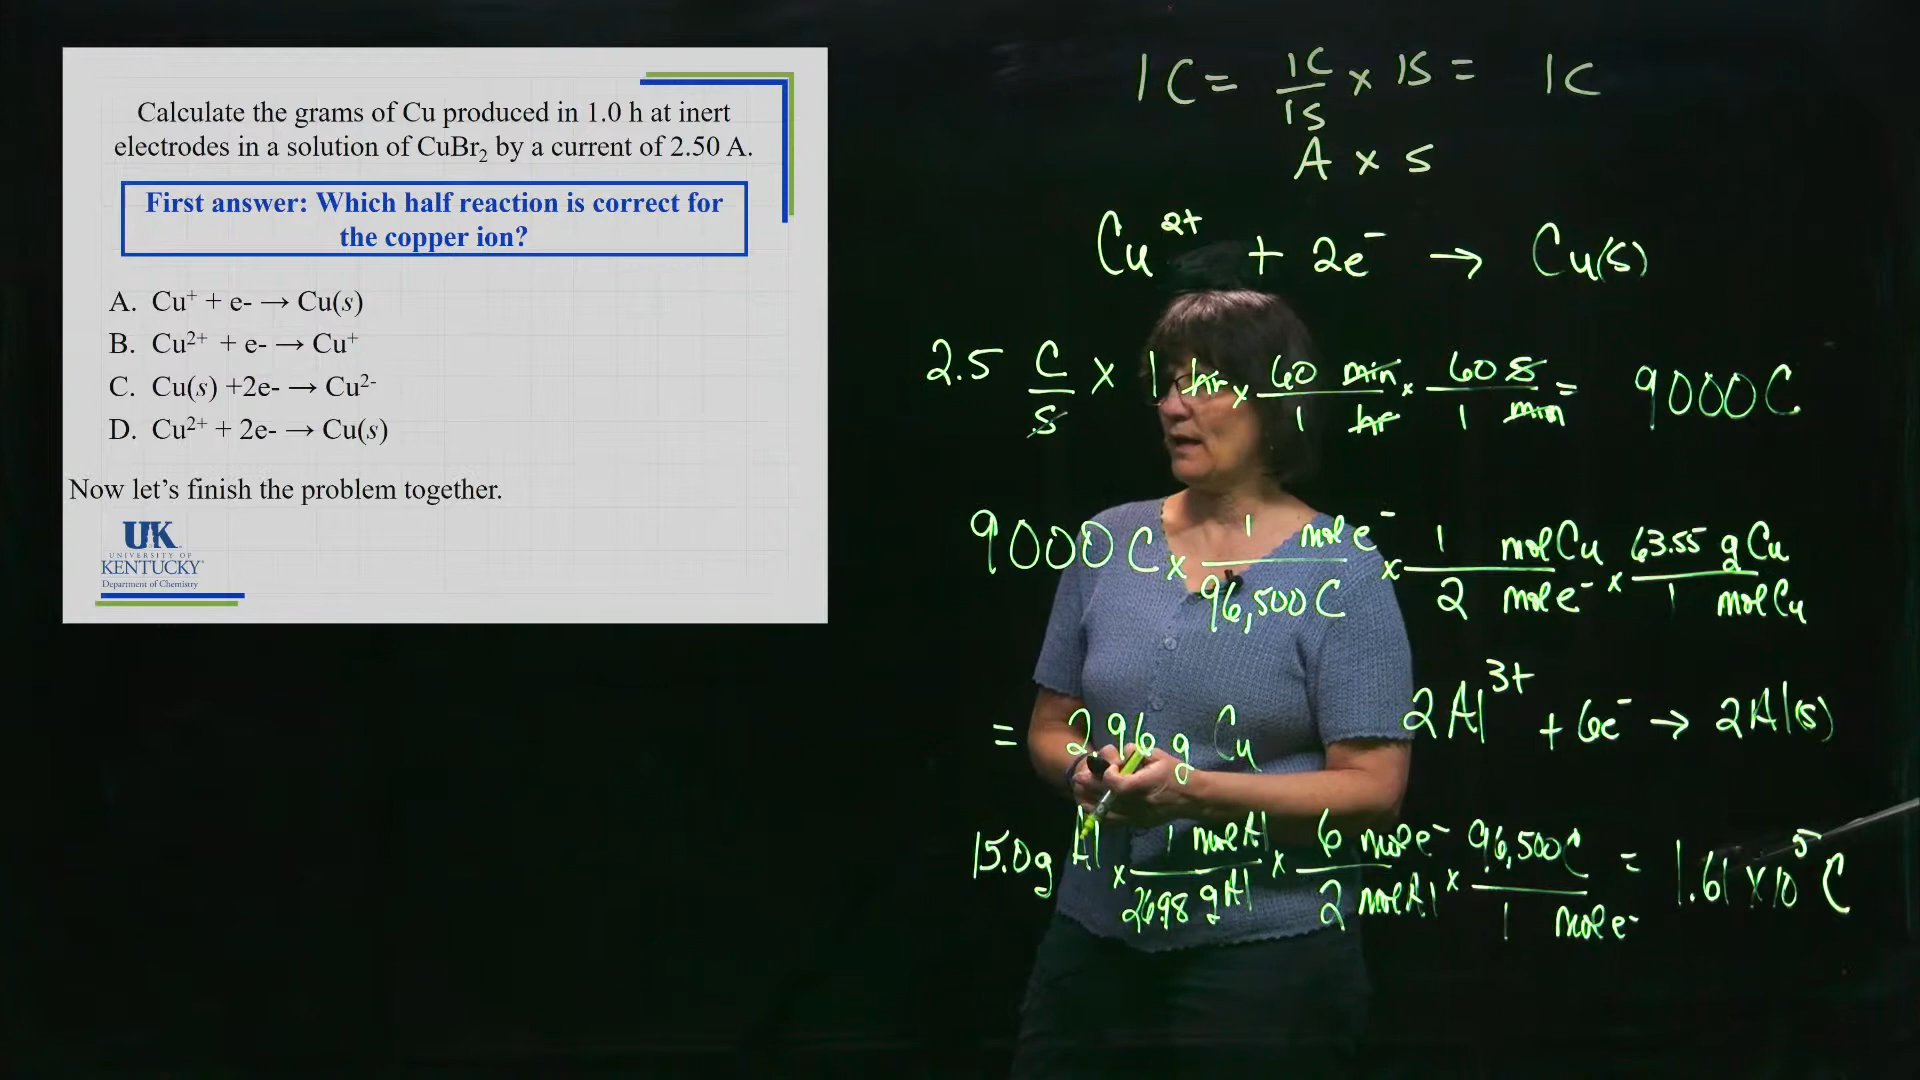 Calculate the grams of Cu produced in 1.0 h at inert
electrodes in a solution of CuBr₂ by a current of 2.50 A.
First answer: Which half reaction is correct for
the copper ion?
A. Cu⁺ + e- → Cu(s)
B. Cu²⁺ + e- → Cu⁺
C. Cu(s) +2e- → Cu²⁻
D. Cu²⁺ + 2e- → Cu(s)
Now let's finish the problem together.
UK
UNIVERSITY OF
KENTUCKY
Department of Chemistry
1C = 1C/1S × 1S = 1C
A × S
Cu²⁺ + 2e⁻ → Cu(s)
2.5 C/s × 1 hr × 60 min/1 hr × 60 s/1 min = 9000 C
9000 C × 1 mol e⁻/96,500 C × 1 mol Cu/2 mol e⁻ × 63.55 g Cu/1 mol Cu
= 2.96 g Cu
2Al³⁺ + 6e⁻ → 2Al(s)
15.0g Al × 1 mol Al/26.98 g Al × 6 mol e⁻/2 mol Al × 96,500 C/1 mol e⁻ = 1.61 × 10⁵ C